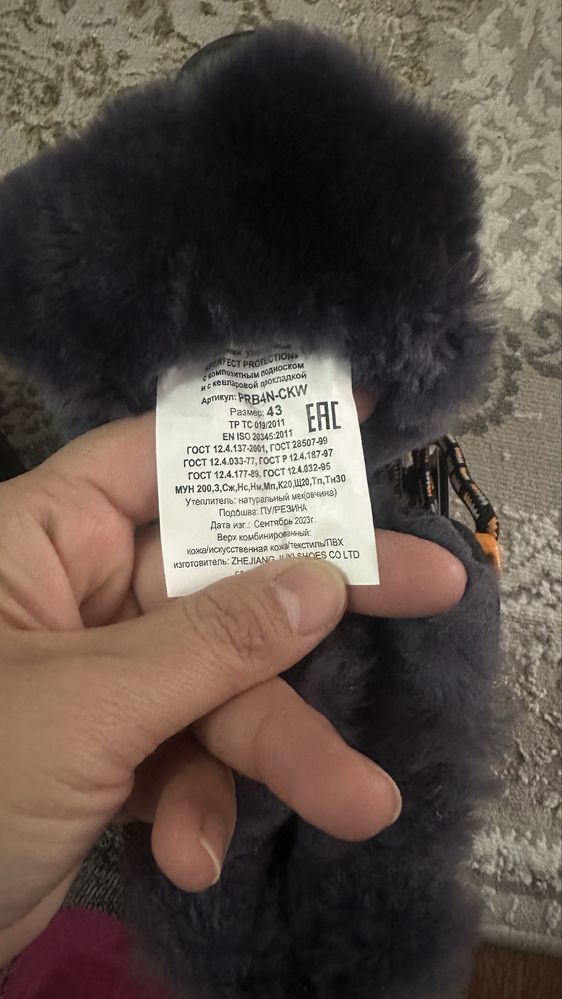 «PERFECT PROTECTION»
с композитным подноском
и с кевларовой прокладкой
Артикул: PRB4N-CKW
Размер: 43
EAC
ТР ТС 019/2011
EN ISO 20345:2011
ГОСТ 12.4.137-2001, ГОСТ 28507-99
ГОСТ 12.4.033-77, ГОСТ Р 12.4.187-97
ГОСТ 12.4.177-89, ГОСТ 12.4.032-95
МУН 200,З,Сж,Нс,Нм,Мп,К20,Щ20,Тп,Тн30
Утеплитель: натуральный мех(овчина)
Подошва: ПУ/РЕЗИНА
Дата изг.: Сентябрь 2023г.
Верх комбинированный:
кожа/искусственная кожа/текстиль/ПВХ
изготовитель: ZHEJIANG JUXI SHOES CO LTD